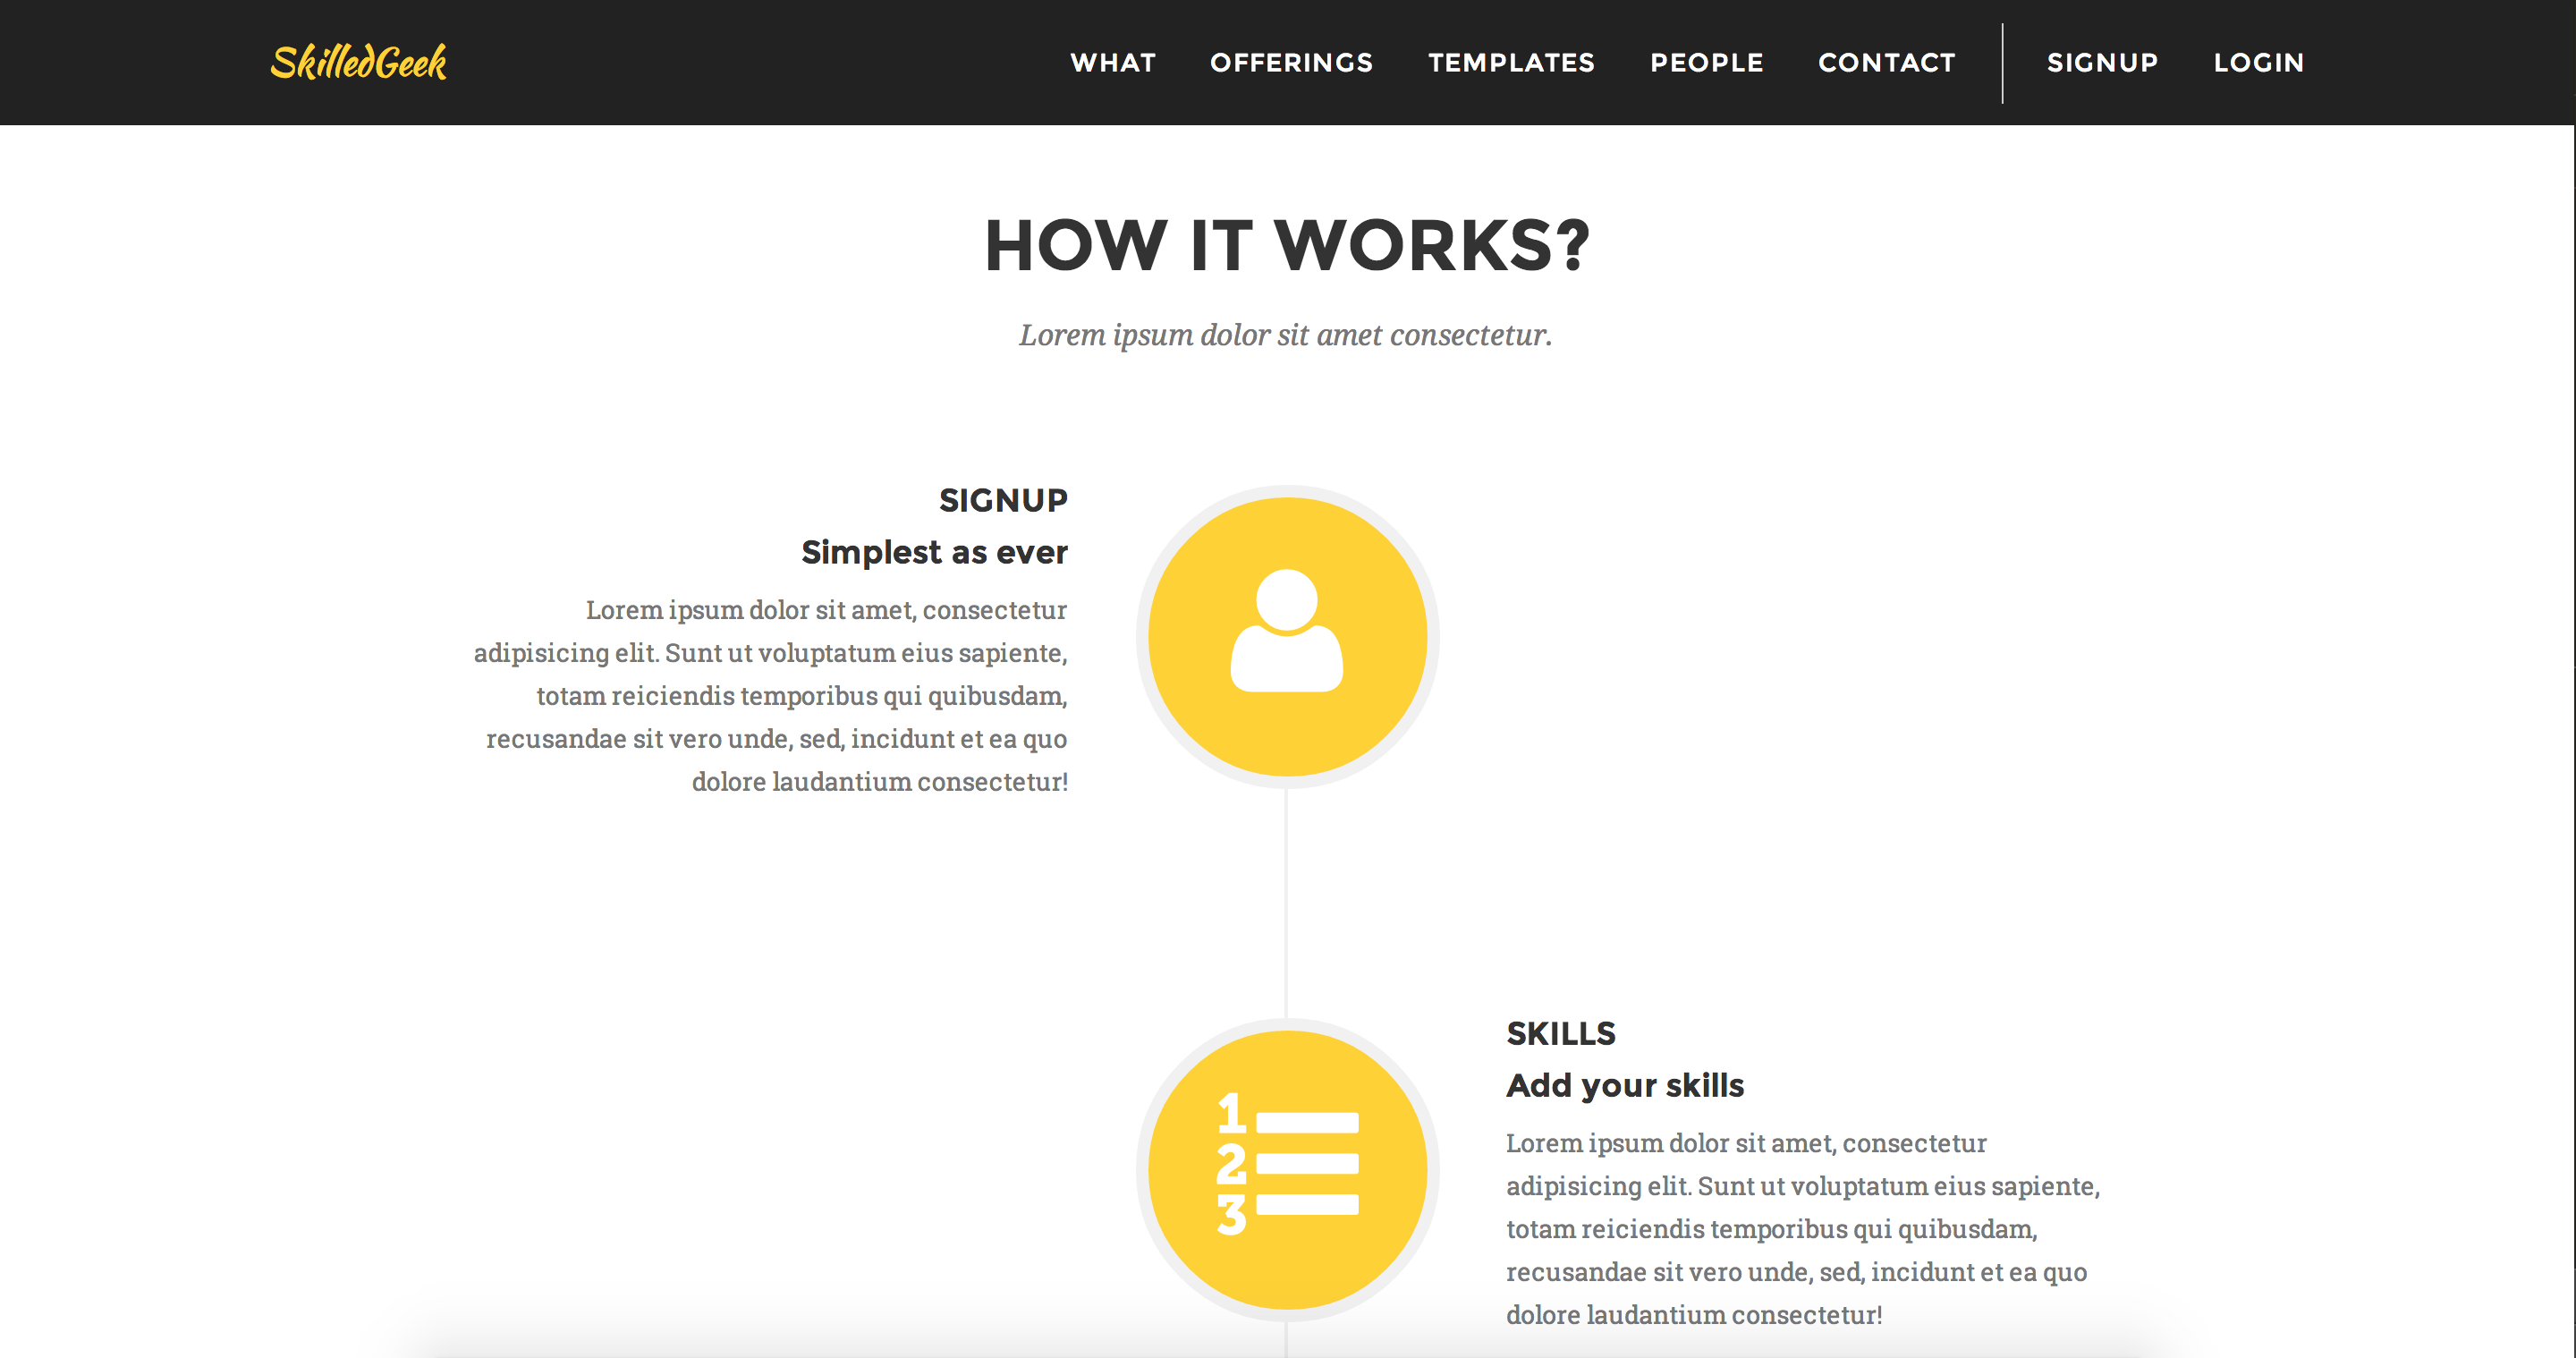 SkilledGeek
WHAT OFFERINGS TEMPLATES PEOPLE CONTACT SIGNUP LOGIN
HOW IT WORKS?
Lorem ipsum dolor sit amet consectetur.
SIGNUP
Simplest as ever
Lorem ipsum dolor sit amet, consectetur
adipisicing elit. Sunt ut voluptatum eius sapiente,
totam reiciendis temporibus qui quibusdam,
recusandae sit vero unde, sed, incidunt et ea quo
dolore laudantium consectetur!
1
2
3
SKILLS
Add your skills
Lorem ipsum dolor sit amet, consectetur
adipisicing elit. Sunt ut voluptatum eius sapiente,
totam reiciendis temporibus qui quibusdam,
recusandae sit vero unde, sed, incidunt et ea quo
dolore laudantium consectetur!